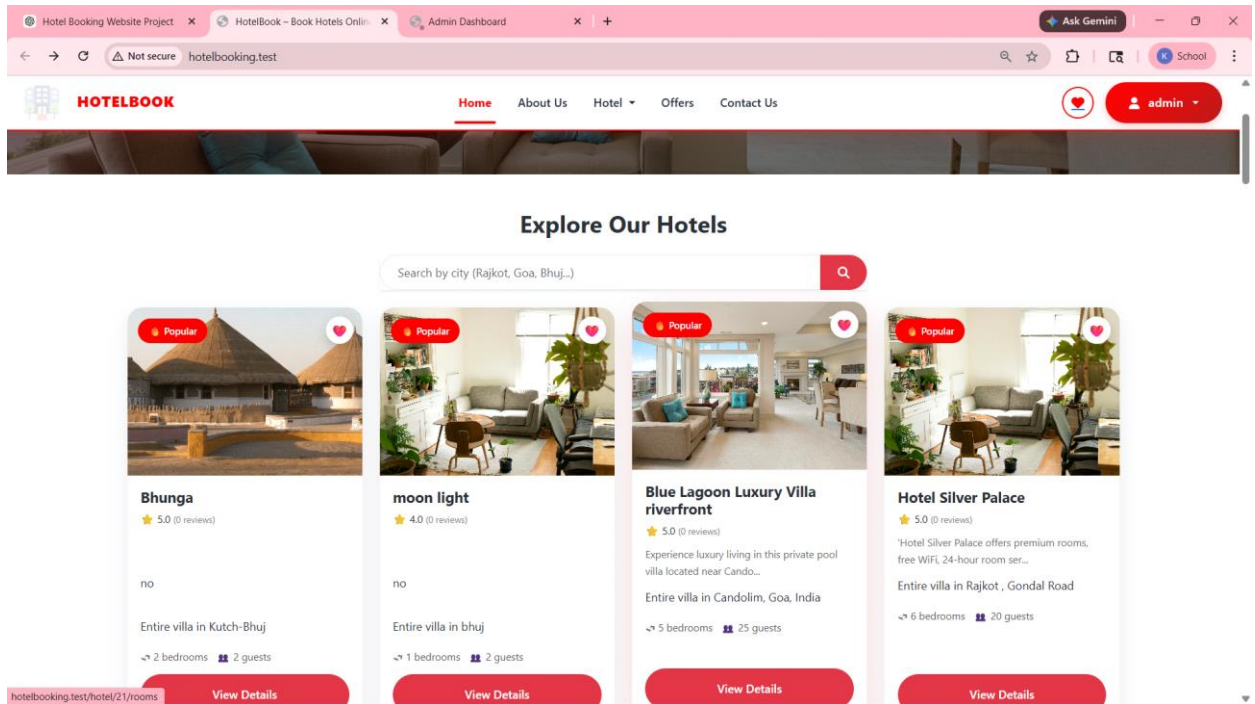 Hotel Booking Website Project
HotelBook – Book Hotels Onlin
Admin Dashboard
Ask Gemini
Not secure
hotelbooking.test
K
School
HOTELBOOK
Home
About Us
Hotel
Offers
Contact Us
admin
Explore Our Hotels
Search by city (Rajkot, Goa, Bhuj...)
Popular
Bhunga
5.0 (0 reviews)
no
Entire villa in Kutch-Bhuj
2 bedrooms 2 guests
View Details
Popular
moon light
4.0 (0 reviews)
no
Entire villa in bhuj
1 bedrooms 2 guests
View Details
Popular
Blue Lagoon Luxury Villa
riverfront
5.0 (0 reviews)
Experience luxury living in this private pool
villa located near Cando...
Entire villa in Candolim, Goa, India
5 bedrooms 25 guests
View Details
Popular
Hotel Silver Palace
5.0 (0 reviews)
'Hotel Silver Palace offers premium rooms,
free WiFi, 24-hour room ser...
Entire villa in Rajkot , Gondal Road
6 bedrooms 20 guests
View Details
hotelbooking.test/hotel/21/rooms